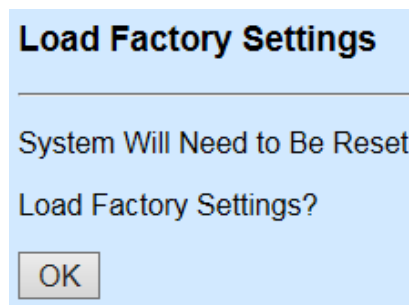 Load Factory Settings
System Will Need to Be Reset
Load Factory Settings?
OK